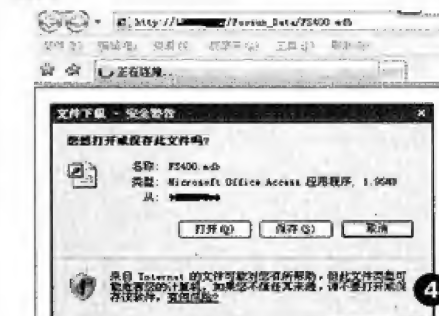 http:// /Forum_Data/FS400.mdb
正在连接...
文件下载 - 安全警告
您想打开或保存此文件吗?
名称: FS400.mdb
类型: Microsoft Office Access 应用程序, 1.95MB
从:
打开(O) 保存(S) 取消
来自 Internet 的文件可能对您有所帮助,但此文件类型可
能危害您的计算机。如果您不信任其来源,请不要打开或保
存该软件。有何风险?
4